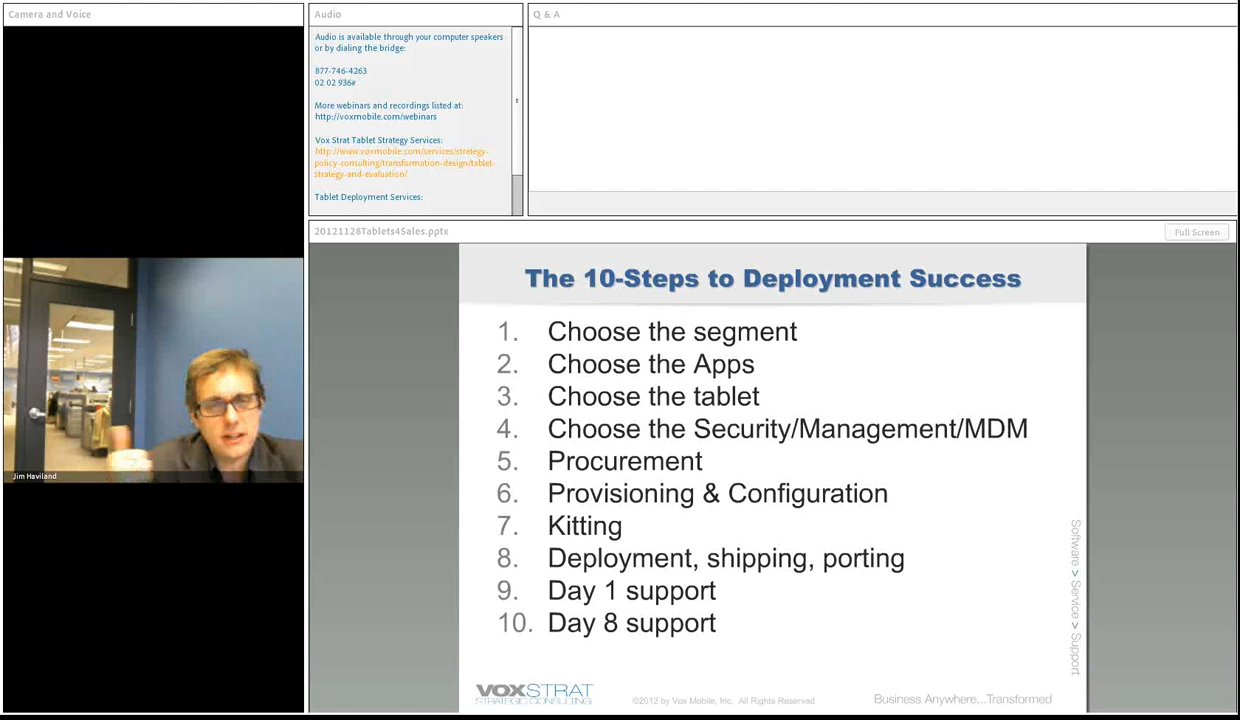 Camera and Voice
Jim Haviland
Audio
Audio is available through your computer speakers
or by dialing the bridge:
877-746-4263
02 02 936#
More webinars and recordings listed at:
http://voxmobile.com/webinars
Vox Strat Tablet Strategy Services:
http://www.voxmobile.com/services/strategy-
policy-consulting/transformation-design/tablet-
strategy-and-evaluation/
Tablet Deployment Services:
Q & A
20121128Tablets4Sales.pptx
Full Screen
The 10-Steps to Deployment Success
1. Choose the segment
2. Choose the Apps
3. Choose the tablet
4. Choose the Security/Management/MDM
5. Procurement
6. Provisioning & Configuration
7. Kitting
8. Deployment, shipping, porting
9. Day 1 support
10. Day 8 support
Software > Service > Support
VOXSTRAT
STRATEGIC CONSULTING
©2012 by Vox Mobile, Inc. All Rights Reserved
Business Anywhere...Transformed